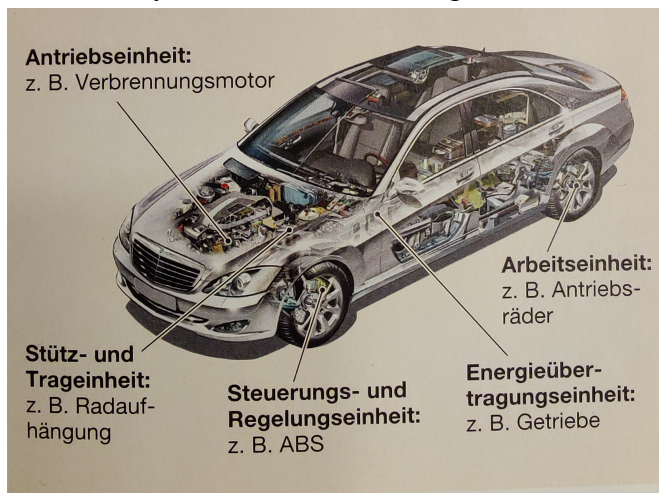 Antriebseinheit:
z. B. Verbrennungsmotor
Arbeitseinheit:
z. B. Antriebs-
räder
Stütz- und
Trageinheit:
z. B. Radauf-
hängung
Steuerungs- und
Regelungseinheit:
z. B. ABS
Energieüber-
tragungseinheit:
z. B. Getriebe